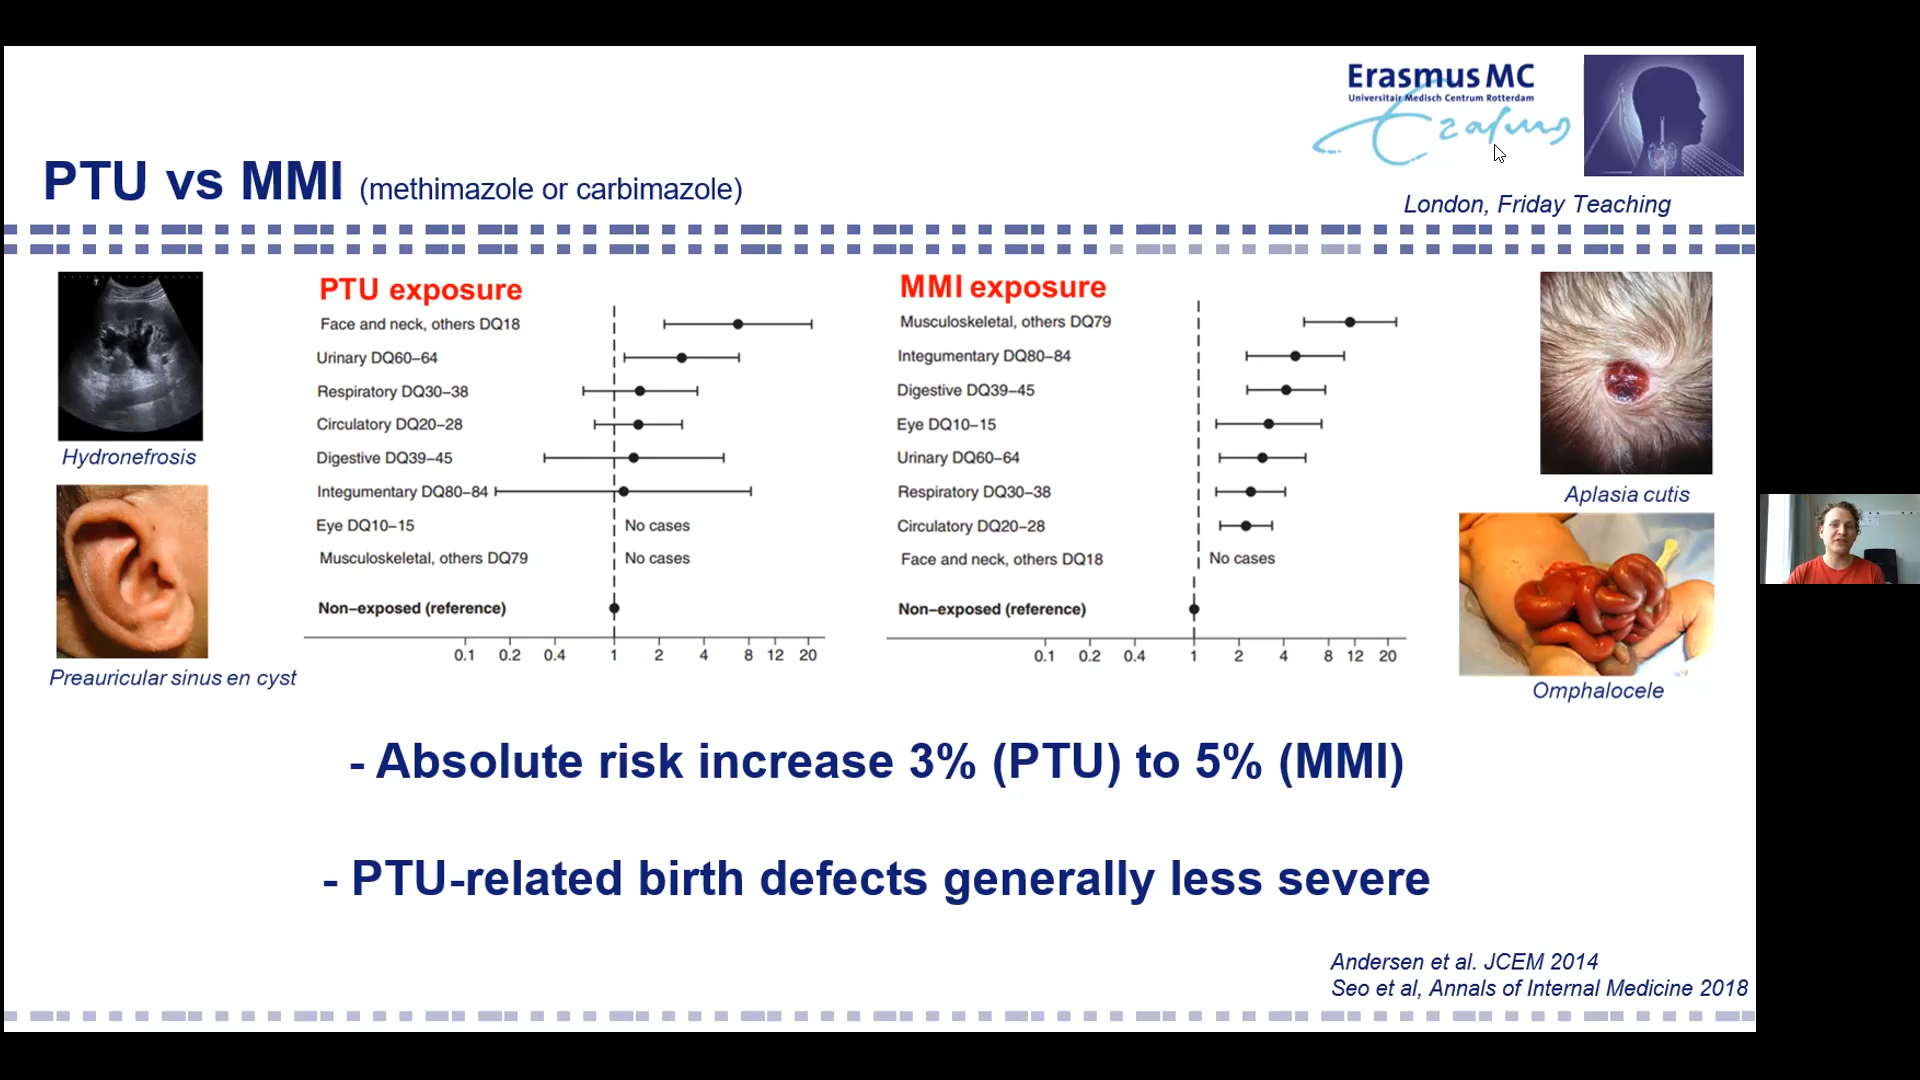 Erasmus MC
Universitair Medisch Centrum Rotterdam
Erasmus
PTU vs MMI (methimazole or carbimazole)
London, Friday Teaching
Hydronefrosis
Preauricular sinus en cyst
PTU exposure
Face and neck, others DQ18
Urinary DQ60–64
Respiratory DQ30–38
Circulatory DQ20–28
Digestive DQ39–45
Integumentary DQ80–84
Eye DQ10–15 No cases
Musculoskeletal, others DQ79 No cases
Non–exposed (reference)
0.1 0.2 0.4 1 2 4 8 12 20
MMI exposure
Musculoskeletal, others DQ79
Integumentary DQ80–84
Digestive DQ39–45
Eye DQ10–15
Urinary DQ60–64
Respiratory DQ30–38
Circulatory DQ20–28
Face and neck, others DQ18 No cases
Non–exposed (reference)
0.1 0.2 0.4 1 2 4 8 12 20
Aplasia cutis
Omphalocele
- Absolute risk increase 3% (PTU) to 5% (MMI)
- PTU-related birth defects generally less severe
Andersen et al. JCEM 2014
Seo et al, Annals of Internal Medicine 2018